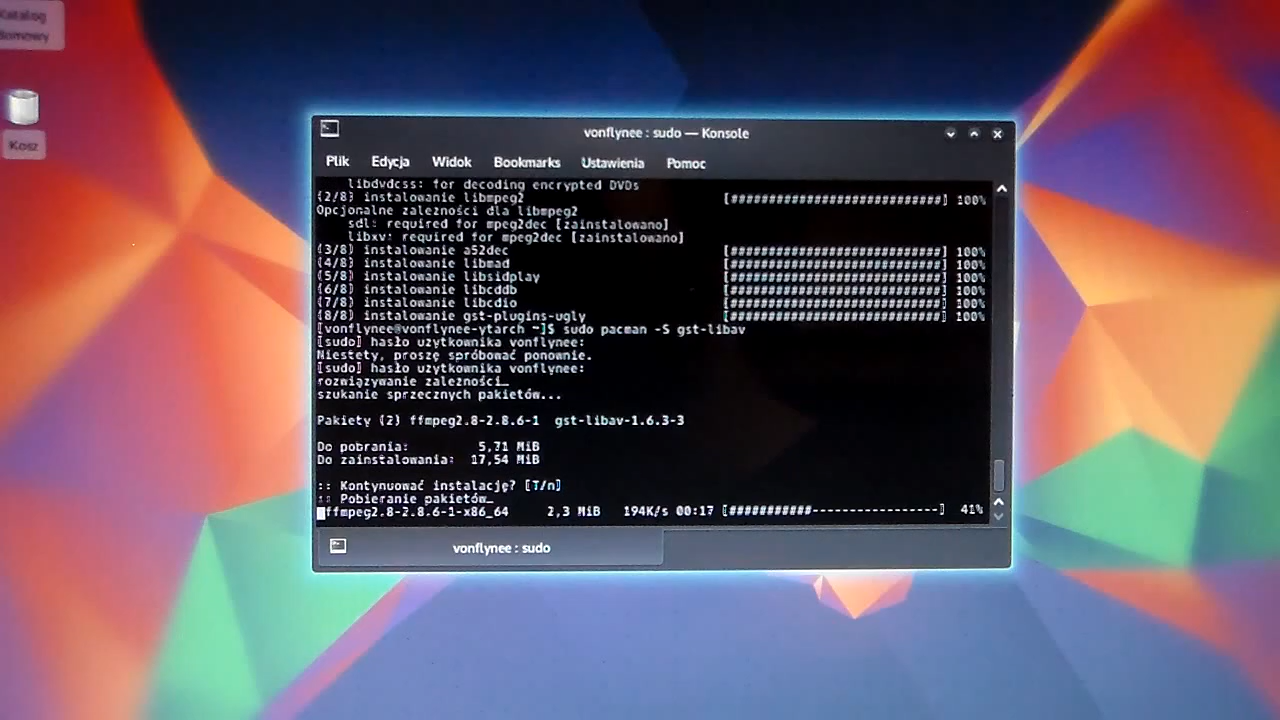 Katalog
domowy
Kosz
vonflynee : sudo — Konsole
Plik Edycja Widok Bookmarks Ustawienia Pomoc
libdvdcss: for decoding encrypted DVDs
(2/8) instalowanie libmpeg2 [###########################] 100%
Opcjonalne zależności dla libmpeg2
sdl: required for mpeg2dec [zainstalowano]
libxv: required for mpeg2dec [zainstalowano]
(3/8) instalowanie a52dec [###########################] 100%
(4/8) instalowanie libmad [###########################] 100%
(5/8) instalowanie libsidplay [###########################] 100%
(6/8) instalowanie libcddb [###########################] 100%
(7/8) instalowanie libcdio [###########################] 100%
(8/8) instalowanie gst-plugins-ugly [###########################] 100%
[vonflynee@vonflynee-ytarch ~]$ sudo pacman -S gst-libav
[sudo] hasło użytkownika vonflynee:
Niestety, proszę spróbować ponownie.
[sudo] hasło użytkownika vonflynee:
rozwiązywanie zależności…
szukanie sprzecznych pakietów...
Pakiety (2) ffmpeg2.8-2.8.6-1 gst-libav-1.6.3-3
Do pobrania: 5,71 MiB
Do zainstalowania: 17,54 MiB
:: Kontynuować instalację? [T/n]
:: Pobieranie pakietów…
ffmpeg2.8-2.8.6-1-x86_64 2,3 MiB 194K/s 00:17 [###########----------------] 41%
vonflynee : sudo